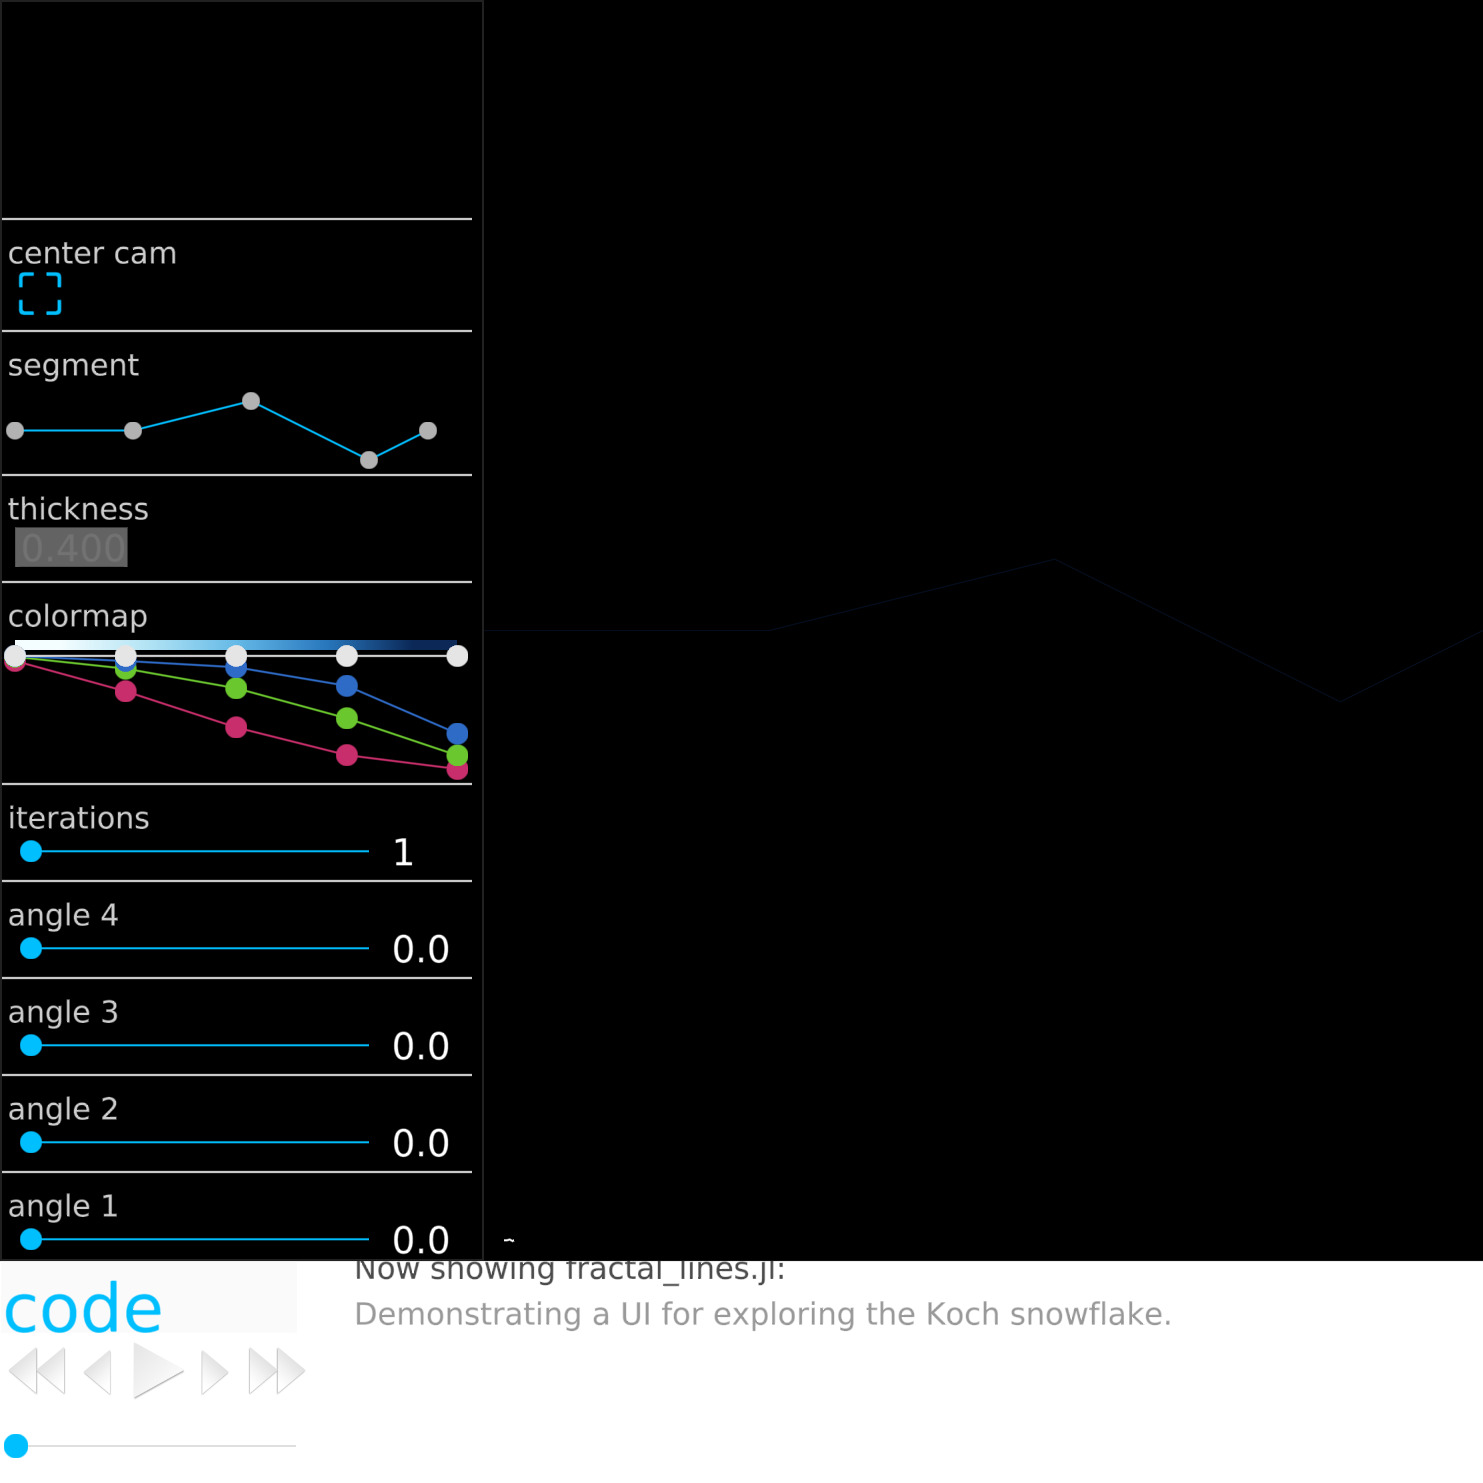 center cam
segment
thickness
0.400
colormap
iterations
1
angle 4
0.0
angle 3
0.0
angle 2
0.0
angle 1
0.0
code
Now showing fractal_lines.jl:
Demonstrating a UI for exploring the Koch snowflake.